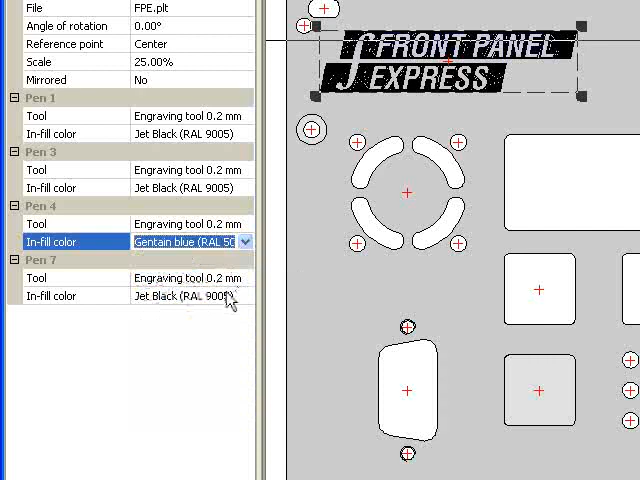 File FPE.plt
Angle of rotation 0.00°
Reference point Center
Scale 25.00%
Mirrored No
Pen 1
Tool Engraving tool 0.2 mm
In-fill color Jet Black (RAL 9005)
Pen 3
Tool Engraving tool 0.2 mm
In-fill color Jet Black (RAL 9005)
Pen 4
Tool Engraving tool 0.2 mm
In-fill color Gentain blue (RAL 50
Pen 7
Tool Engraving tool 0.2 mm
In-fill color Jet Black (RAL 9005)
FRONT PANEL
EXPRESS